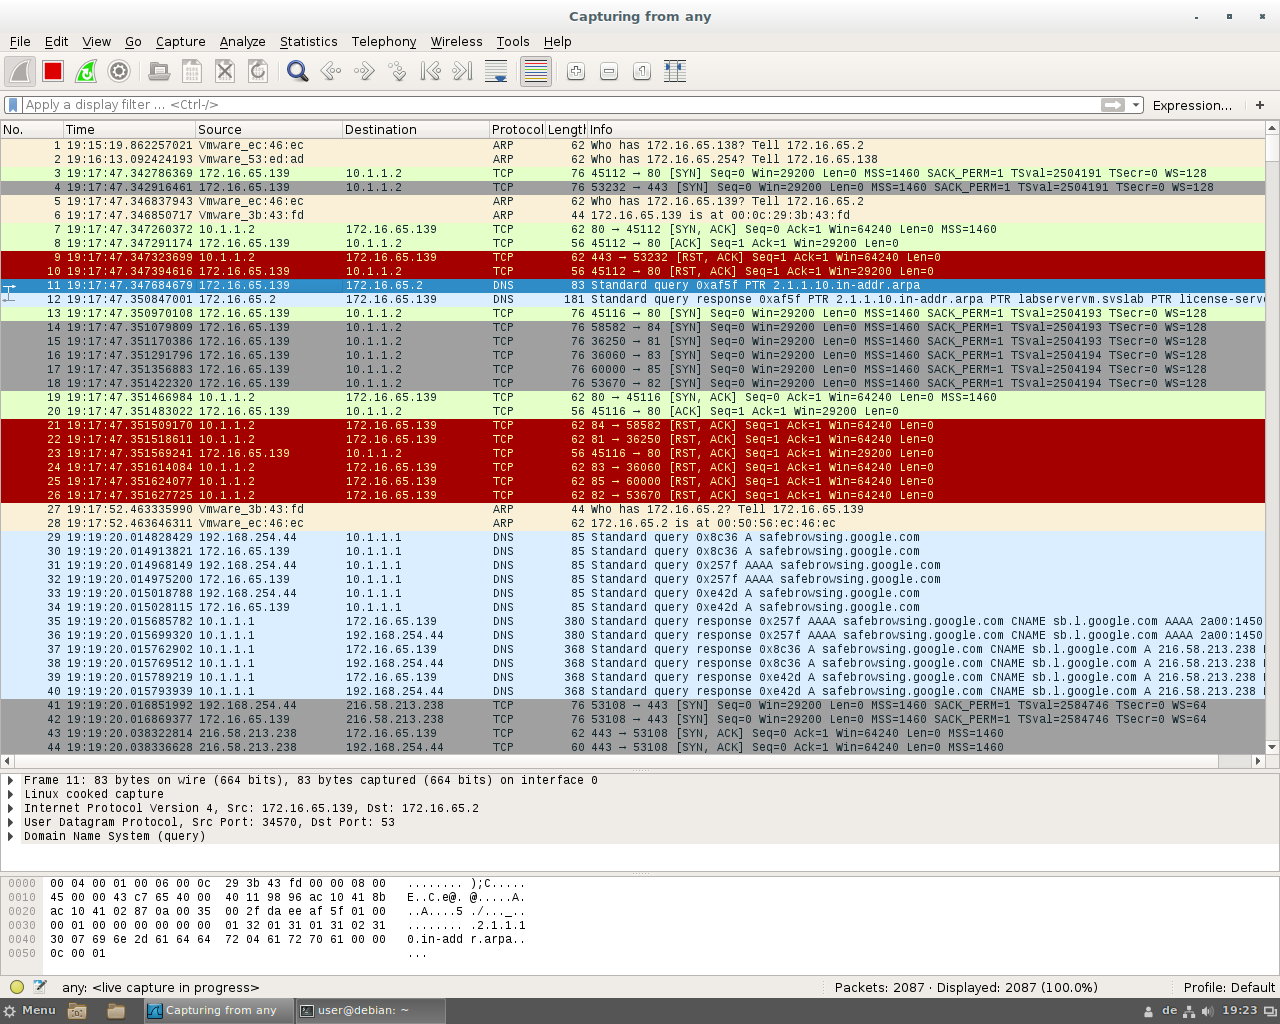 Capturing from any
File Edit View Go Capture Analyze Statistics Telephony Wireless Tools Help
Apply a display filter ... <Ctrl-/> Expression... +
No. Time Source Destination Protocol Length Info
1 19:15:19.862257021 Vmware_ec:46:ec ARP 62 Who has 172.16.65.138? Tell 172.16.65.2
2 19:16:13.092424193 Vmware_53:ed:ad ARP 62 Who has 172.16.65.254? Tell 172.16.65.138
3 19:17:47.342786369 172.16.65.139 10.1.1.2 TCP 76 45112 → 80 [SYN] Seq=0 Win=29200 Len=0 MSS=1460 SACK_PERM=1 TSval=2504191 TSecr=0 WS=128
4 19:17:47.342916461 172.16.65.139 10.1.1.2 TCP 76 53232 → 443 [SYN] Seq=0 Win=29200 Len=0 MSS=1460 SACK_PERM=1 TSval=2504191 TSecr=0 WS=128
5 19:17:47.346837943 Vmware_ec:46:ec ARP 62 Who has 172.16.65.139? Tell 172.16.65.2
6 19:17:47.346850717 Vmware_3b:43:fd ARP 44 172.16.65.139 is at 00:0c:29:3b:43:fd
7 19:17:47.347260372 10.1.1.2 172.16.65.139 TCP 62 80 → 45112 [SYN, ACK] Seq=0 Ack=1 Win=64240 Len=0 MSS=1460
8 19:17:47.347291174 172.16.65.139 10.1.1.2 TCP 56 45112 → 80 [ACK] Seq=1 Ack=1 Win=29200 Len=0
9 19:17:47.347323699 10.1.1.2 172.16.65.139 TCP 62 443 → 53232 [RST, ACK] Seq=1 Ack=1 Win=64240 Len=0
10 19:17:47.347394616 172.16.65.139 10.1.1.2 TCP 56 45112 → 80 [RST, ACK] Seq=1 Ack=1 Win=29200 Len=0
11 19:17:47.347684679 172.16.65.139 172.16.65.2 DNS 83 Standard query 0xaf5f PTR 2.1.1.10.in-addr.arpa
12 19:17:47.350847001 172.16.65.2 172.16.65.139 DNS 181 Standard query response 0xaf5f PTR 2.1.1.10.in-addr.arpa PTR labservervm.svslab PTR license-serv
13 19:17:47.350970108 172.16.65.139 10.1.1.2 TCP 76 45116 → 80 [SYN] Seq=0 Win=29200 Len=0 MSS=1460 SACK_PERM=1 TSval=2504193 TSecr=0 WS=128
14 19:17:47.351079809 172.16.65.139 10.1.1.2 TCP 76 58582 → 84 [SYN] Seq=0 Win=29200 Len=0 MSS=1460 SACK_PERM=1 TSval=2504193 TSecr=0 WS=128
15 19:17:47.351170386 172.16.65.139 10.1.1.2 TCP 76 36250 → 81 [SYN] Seq=0 Win=29200 Len=0 MSS=1460 SACK_PERM=1 TSval=2504193 TSecr=0 WS=128
16 19:17:47.351291796 172.16.65.139 10.1.1.2 TCP 76 36060 → 83 [SYN] Seq=0 Win=29200 Len=0 MSS=1460 SACK_PERM=1 TSval=2504194 TSecr=0 WS=128
17 19:17:47.351356883 172.16.65.139 10.1.1.2 TCP 76 60000 → 85 [SYN] Seq=0 Win=29200 Len=0 MSS=1460 SACK_PERM=1 TSval=2504194 TSecr=0 WS=128
18 19:17:47.351422320 172.16.65.139 10.1.1.2 TCP 76 53670 → 82 [SYN] Seq=0 Win=29200 Len=0 MSS=1460 SACK_PERM=1 TSval=2504194 TSecr=0 WS=128
19 19:17:47.351466984 10.1.1.2 172.16.65.139 TCP 62 80 → 45116 [SYN, ACK] Seq=0 Ack=1 Win=64240 Len=0 MSS=1460
20 19:17:47.351483022 172.16.65.139 10.1.1.2 TCP 56 45116 → 80 [ACK] Seq=1 Ack=1 Win=29200 Len=0
21 19:17:47.351509170 10.1.1.2 172.16.65.139 TCP 62 84 → 58582 [RST, ACK] Seq=1 Ack=1 Win=64240 Len=0
22 19:17:47.351518611 10.1.1.2 172.16.65.139 TCP 62 81 → 36250 [RST, ACK] Seq=1 Ack=1 Win=64240 Len=0
23 19:17:47.351569241 172.16.65.139 10.1.1.2 TCP 56 45116 → 80 [RST, ACK] Seq=1 Ack=1 Win=29200 Len=0
24 19:17:47.351614084 10.1.1.2 172.16.65.139 TCP 62 83 → 36060 [RST, ACK] Seq=1 Ack=1 Win=64240 Len=0
25 19:17:47.351624077 10.1.1.2 172.16.65.139 TCP 62 85 → 60000 [RST, ACK] Seq=1 Ack=1 Win=64240 Len=0
26 19:17:47.351627725 10.1.1.2 172.16.65.139 TCP 62 82 → 53670 [RST, ACK] Seq=1 Ack=1 Win=64240 Len=0
27 19:17:52.463335990 Vmware_3b:43:fd ARP 44 Who has 172.16.65.2? Tell 172.16.65.139
28 19:17:52.463646311 Vmware_ec:46:ec ARP 62 172.16.65.2 is at 00:50:56:ec:46:ec
29 19:19:20.014828429 192.168.254.44 10.1.1.1 DNS 85 Standard query 0x8c36 A safebrowsing.google.com
30 19:19:20.014913821 172.16.65.139 10.1.1.1 DNS 85 Standard query 0x8c36 A safebrowsing.google.com
31 19:19:20.014968149 192.168.254.44 10.1.1.1 DNS 85 Standard query 0x257f AAAA safebrowsing.google.com
32 19:19:20.014975200 172.16.65.139 10.1.1.1 DNS 85 Standard query 0x257f AAAA safebrowsing.google.com
33 19:19:20.015018788 192.168.254.44 10.1.1.1 DNS 85 Standard query 0xe42d A safebrowsing.google.com
34 19:19:20.015028115 172.16.65.139 10.1.1.1 DNS 85 Standard query 0xe42d A safebrowsing.google.com
35 19:19:20.015685782 10.1.1.1 172.16.65.139 DNS 380 Standard query response 0x257f AAAA safebrowsing.google.com CNAME sb.l.google.com AAAA 2a00:1450
36 19:19:20.015699320 10.1.1.1 192.168.254.44 DNS 380 Standard query response 0x257f AAAA safebrowsing.google.com CNAME sb.l.google.com AAAA 2a00:1450
37 19:19:20.015762902 10.1.1.1 172.16.65.139 DNS 368 Standard query response 0x8c36 A safebrowsing.google.com CNAME sb.l.google.com A 216.58.213.238
38 19:19:20.015769512 10.1.1.1 192.168.254.44 DNS 368 Standard query response 0x8c36 A safebrowsing.google.com CNAME sb.l.google.com A 216.58.213.238
39 19:19:20.015789219 10.1.1.1 172.16.65.139 DNS 368 Standard query response 0xe42d A safebrowsing.google.com CNAME sb.l.google.com A 216.58.213.238
40 19:19:20.015793939 10.1.1.1 192.168.254.44 DNS 368 Standard query response 0xe42d A safebrowsing.google.com CNAME sb.l.google.com A 216.58.213.238
41 19:19:20.016851992 192.168.254.44 216.58.213.238 TCP 76 53108 → 443 [SYN] Seq=0 Win=29200 Len=0 MSS=1460 SACK_PERM=1 TSval=2584746 TSecr=0 WS=64
42 19:19:20.016869377 172.16.65.139 216.58.213.238 TCP 76 53108 → 443 [SYN] Seq=0 Win=29200 Len=0 MSS=1460 SACK_PERM=1 TSval=2584746 TSecr=0 WS=64
43 19:19:20.038322814 216.58.213.238 172.16.65.139 TCP 62 443 → 53108 [SYN, ACK] Seq=0 Ack=1 Win=64240 Len=0 MSS=1460
44 19:19:20.038336628 216.58.213.238 192.168.254.44 TCP 60 443 → 53108 [SYN, ACK] Seq=0 Ack=1 Win=64240 Len=0 MSS=1460
Frame 11: 83 bytes on wire (664 bits), 83 bytes captured (664 bits) on interface 0
Linux cooked capture
Internet Protocol Version 4, Src: 172.16.65.139, Dst: 172.16.65.2
User Datagram Protocol, Src Port: 34570, Dst Port: 53
Domain Name System (query)
0000 00 04 00 01 00 06 00 0c 29 3b 43 fd 00 00 08 00 ........ );C.....
0010 45 00 00 43 c7 65 40 00 40 11 98 96 ac 10 41 8b E..C.e@. @.....A.
0020 ac 10 41 02 87 0a 00 35 00 2f da ee af 5f 01 00 ..A....5 ./..._..
0030 00 01 00 00 00 00 00 00 01 32 01 31 01 31 02 31 ........ .2.1.1.1
0040 30 07 69 6e 2d 61 64 64 72 04 61 72 70 61 00 00 0.in-add r.arpa..
0050 0c 00 01 ...
any: <live capture in progress> Packets: 2087 · Displayed: 2087 (100.0%) Profile: Default
Menu Capturing from any user@debian: ~ de 19:23